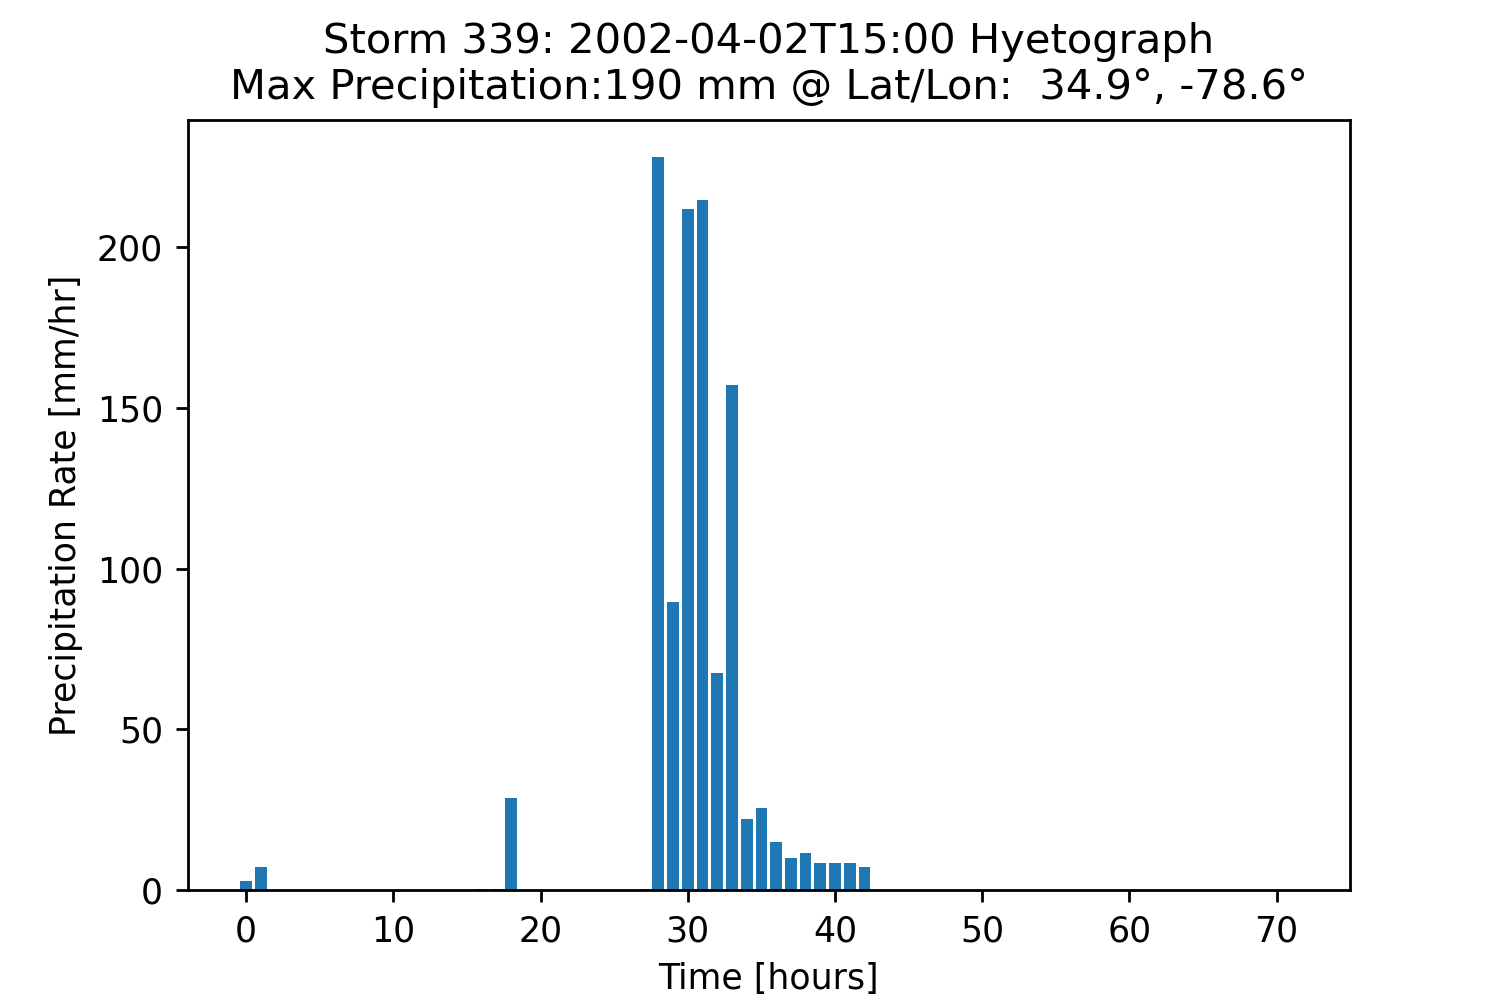 Storm 339: 2002-04-02T15:00 Hyetograph
Max Precipitation:190 mm @ Lat/Lon:  34.9°, -78.6°
Precipitation Rate [mm/hr]
200
150
100
50
0
0 10 20 30 40 50 60 70
Time [hours]